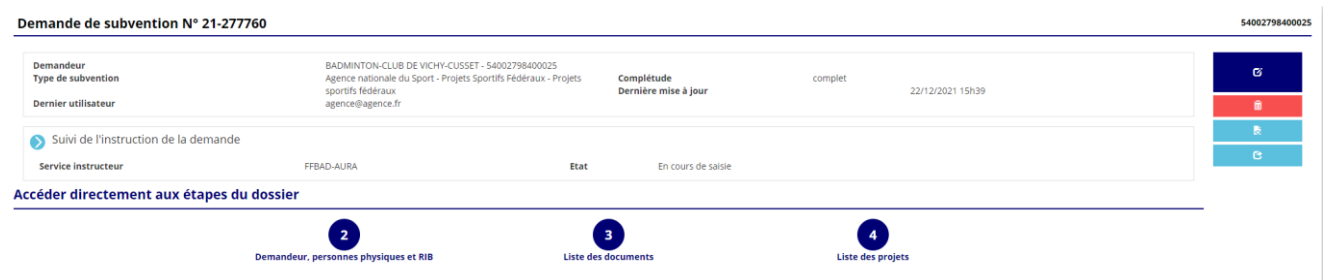 Demande de subvention N° 21-277760
54002798400025
Demandeur
BADMINTON-CLUB DE VICHY-CUSSET - 54002798400025
Type de subvention
Agence nationale du Sport - Projets Sportifs Fédéraux - Projets
sportifs fédéraux
Complétude
complet
Dernière mise à jour
22/12/2021 15h39
Dernier utilisateur
agence@agence.fr
Suivi de l'instruction de la demande
Service instructeur
FFBAD-AURA
Etat
En cours de saisie
Accéder directement aux étapes du dossier
2
3
4
Demandeur, personnes physiques et RIB
Liste des documents
Liste des projets